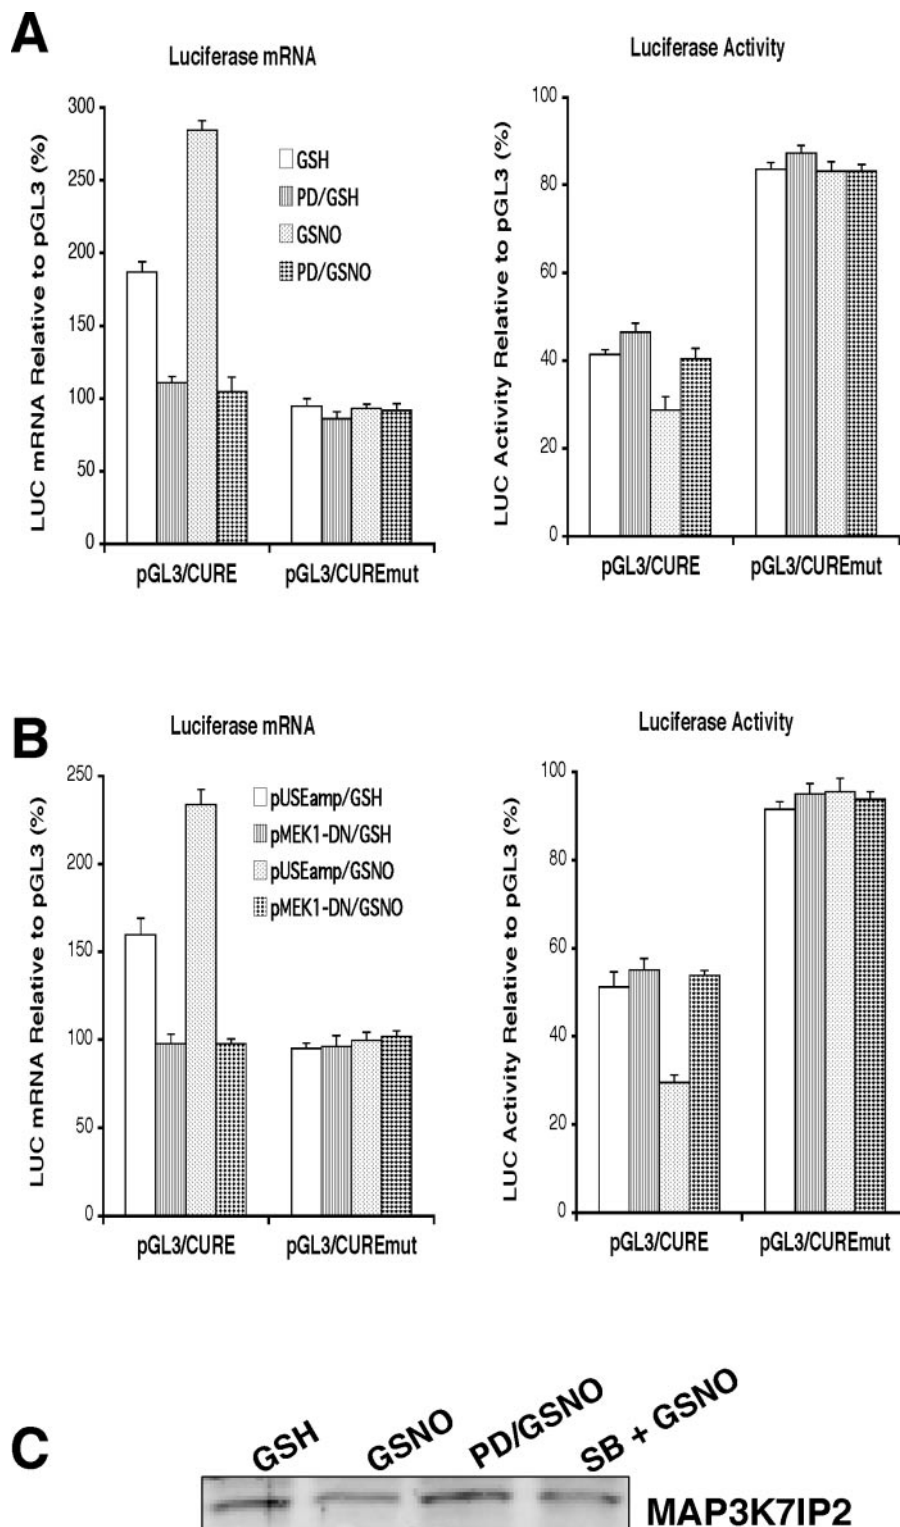 A
Luciferase mRNA
LUC mRNA Relative to pGL3 (%)
300
250
200
150
100
50
0
GSH
PD/GSH
GSNO
PD/GSNO
pGL3/CURE pGL3/CUREmut
Luciferase Activity
LUC Activity Relative to pGL3 (%)
100
80
60
40
20
0
pGL3/CURE pGL3/CUREmut
B
Luciferase mRNA
LUC mRNA Relative to pGL3 (%)
250
200
150
100
50
0
pUSEamp/GSH
pMEK1-DN/GSH
pUSEamp/GSNO
pMEK1-DN/GSNO
pGL3/CURE pGL3/CUREmut
Luciferase Activity
LUC Activity Relative to pGL3 (%)
100
80
60
40
20
0
pGL3/CURE pGL3/CUREmut
C
GSH GSNO PD/GSNO SB + GSNO
MAP3K7IP2